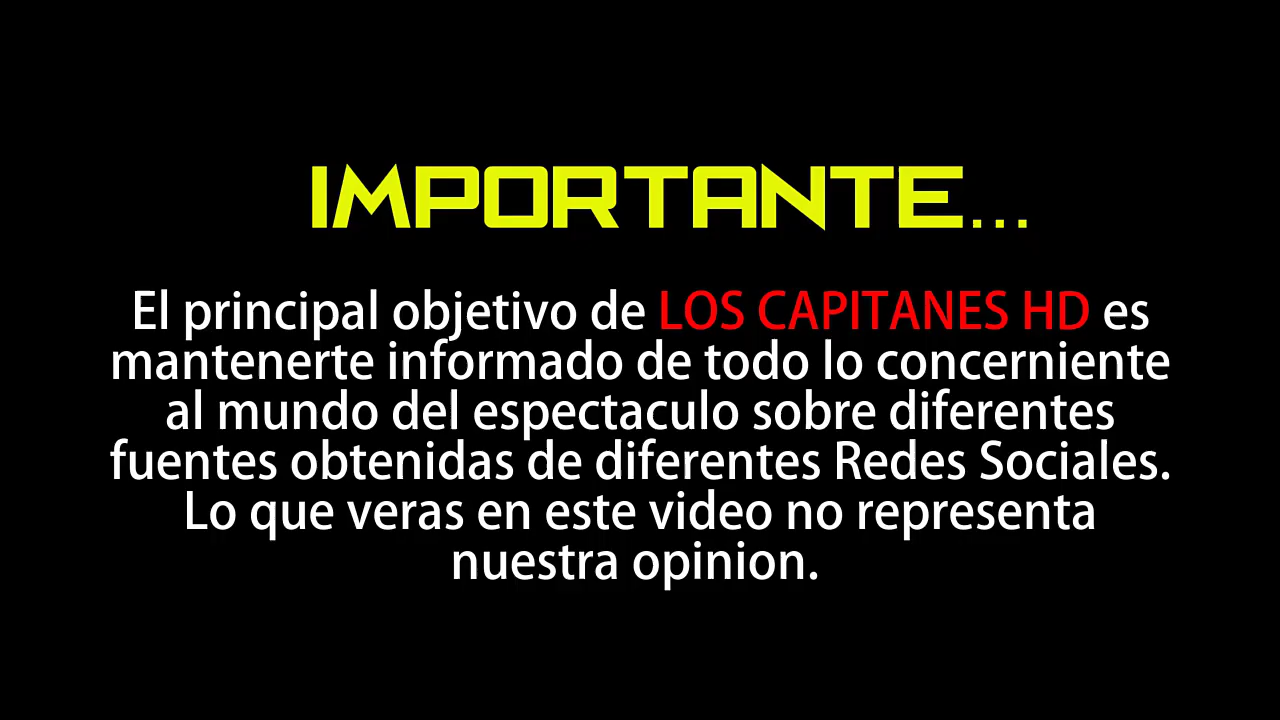 IMPORTANTE...
El principal objetivo de LOS CAPITANES HD es
mantenerte informado de todo lo concerniente
al mundo del espectaculo sobre diferentes
fuentes obtenidas de diferentes Redes Sociales.
Lo que veras en este video no representa
nuestra opinion.